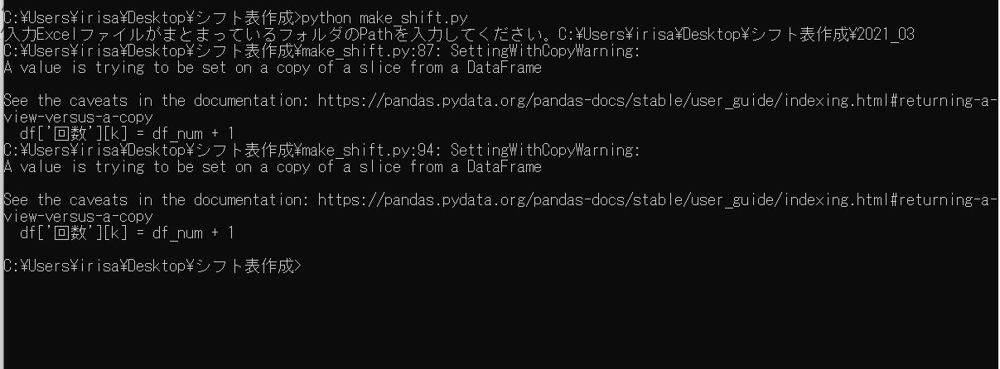 C:¥Users¥irisa¥Desktop¥シフト表作成>python make_shift.py
入力ExcelファイルがまとまっているフォルダのPathを入力してください。C:¥Users¥irisa¥Desktop¥シフト表作成¥2021_03
C:¥Users¥irisa¥Desktop¥シフト表作成¥make_shift.py:87: SettingWithCopyWarning:
A value is trying to be set on a copy of a slice from a DataFrame
See the caveats in the documentation: https://pandas.pydata.org/pandas-docs/stable/user_guide/indexing.html#returning-a-
view-versus-a-copy
df['回数'][k] = df_num + 1
C:¥Users¥irisa¥Desktop¥シフト表作成¥make_shift.py:94: SettingWithCopyWarning:
A value is trying to be set on a copy of a slice from a DataFrame
See the caveats in the documentation: https://pandas.pydata.org/pandas-docs/stable/user_guide/indexing.html#returning-a-
view-versus-a-copy
df['回数'][k] = df_num + 1
C:¥Users¥irisa¥Desktop¥シフト表作成>